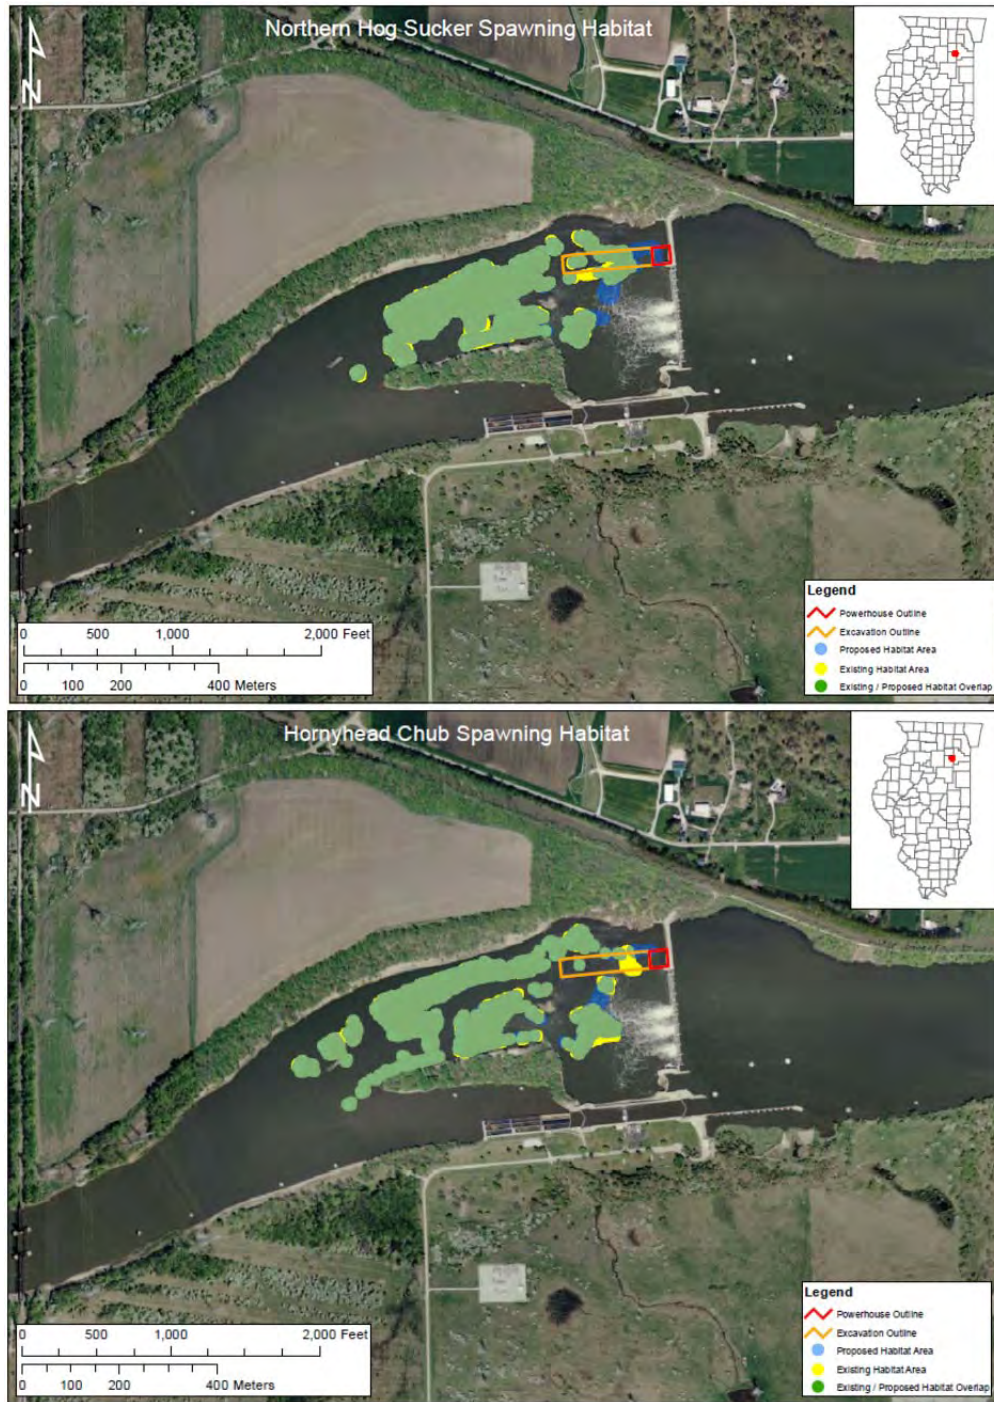 Northern Hog Sucker Spawning Habitat
N
Legend
Powerhouse Outline
Excavation Outline
Proposed Habitat Area
Existing Habitat Area
Existing / Proposed Habitat Overlap
0 500 1,000 2,000 Feet
0 100 200 400 Meters
Hornyhead Chub Spawning Habitat
N
Legend
Powerhouse Outline
Excavation Outline
Proposed Habitat Area
Existing Habitat Area
Existing / Proposed Habitat Overlap
0 500 1,000 2,000 Feet
0 100 200 400 Meters